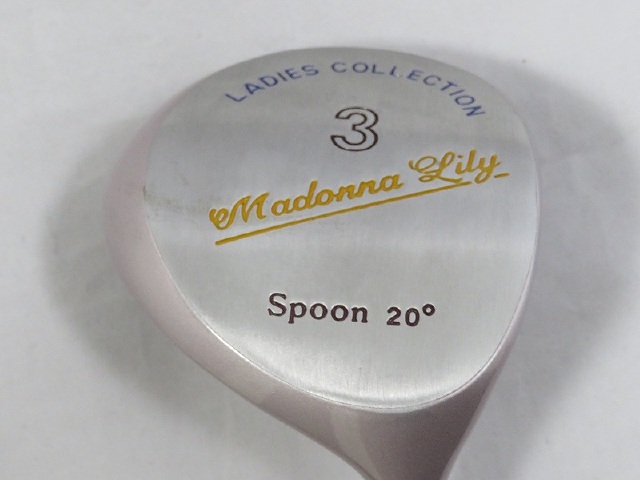 LADIES COLLECTION
3
Madonna Lily
Spoon 20°